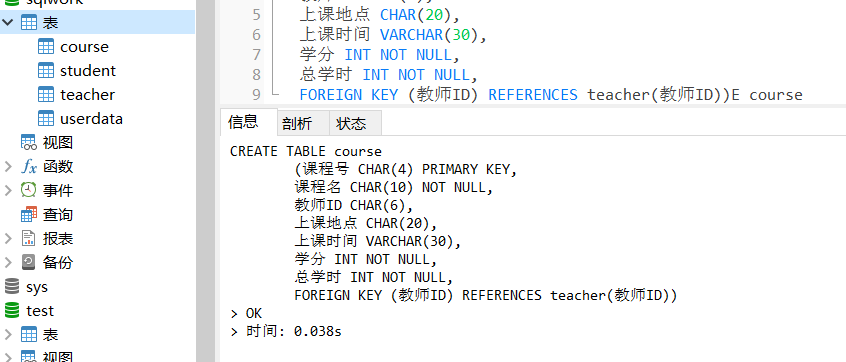 sqlwork
表
course
student
teacher
userdata
视图
fx 函数
事件
查询
报表
备份
sys
test
表
视图
5 上课地点 CHAR(20),
6 上课时间 VARCHAR(30),
7 学分 INT NOT NULL,
8 总学时 INT NOT NULL,
9 FOREIGN KEY (教师ID) REFERENCES teacher(教师ID))E course
信息 剖析 状态
CREATE TABLE course
(课程号 CHAR(4) PRIMARY KEY,
课程名 CHAR(10) NOT NULL,
教师ID CHAR(6),
上课地点 CHAR(20),
上课时间 VARCHAR(30),
学分 INT NOT NULL,
总学时 INT NOT NULL,
FOREIGN KEY (教师ID) REFERENCES teacher(教师ID))
> OK
> 时间: 0.038s